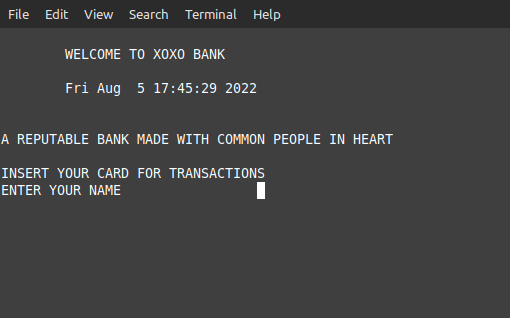 File Edit View Search Terminal Help
WELCOME TO XOXO BANK
Fri Aug  5 17:45:29 2022
A REPUTABLE BANK MADE WITH COMMON PEOPLE IN HEART
INSERT YOUR CARD FOR TRANSACTIONS
ENTER YOUR NAME